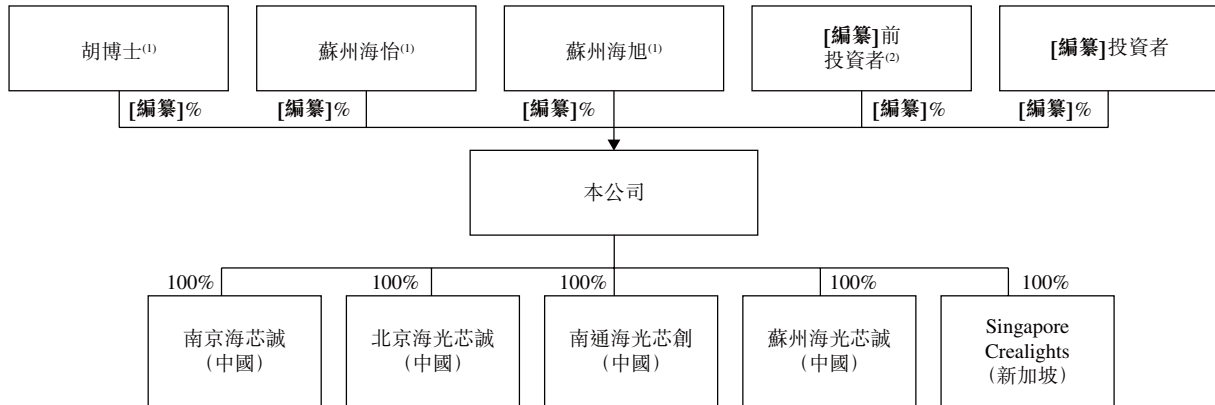 胡博士(1)
蘇州海怡(1)
蘇州海旭(1)
[編纂]前
投資者(2)
[編纂]投資者
[編纂]%
[編纂]%
[編纂]%
[編纂]%
[編纂]%
本公司
100%
100%
100%
100%
100%
南京海芯誠
（中國）
北京海光芯誠
（中國）
南通海光芯創
（中國）
蘇州海光芯誠
（中國）
Singapore
Crealights
（新加坡）